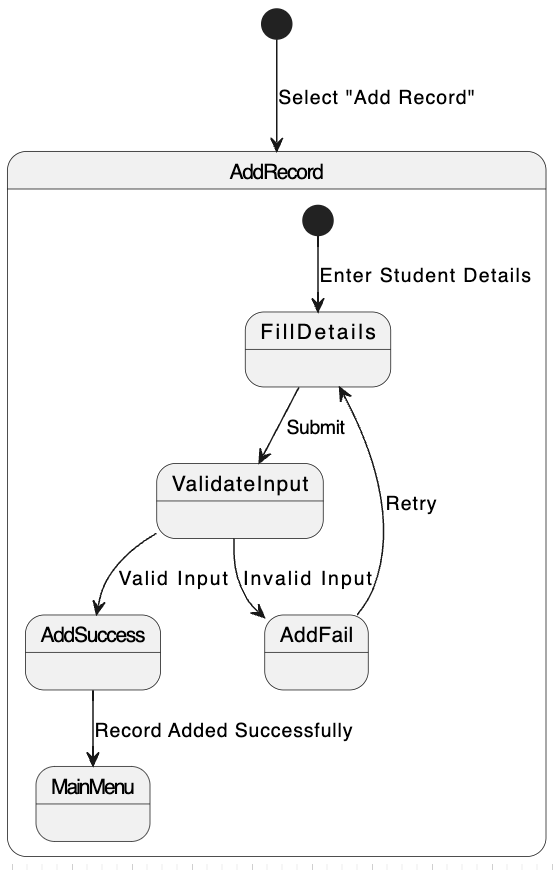 Select "Add Record"
AddRecord
Enter Student Details
FillDetails
Submit
ValidateInput
Retry
Valid Input
Invalid Input
AddSuccess
AddFail
Record Added Successfully
MainMenu